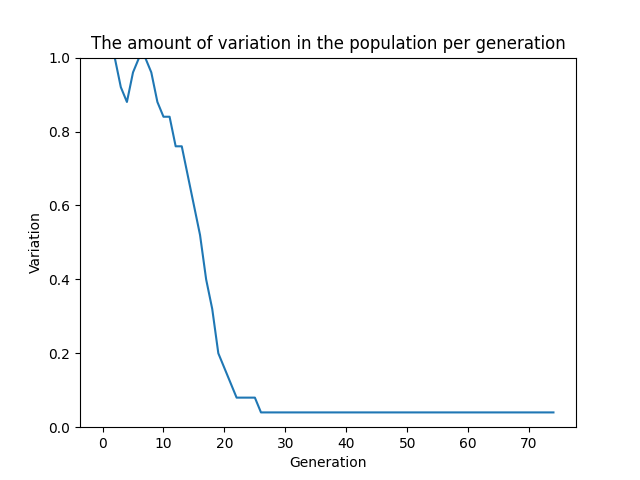 The amount of variation in the population per generation
1.0
0.8
0.6
0.4
0.2
0.0
Variation
0 10 20 30 40 50 60 70
Generation